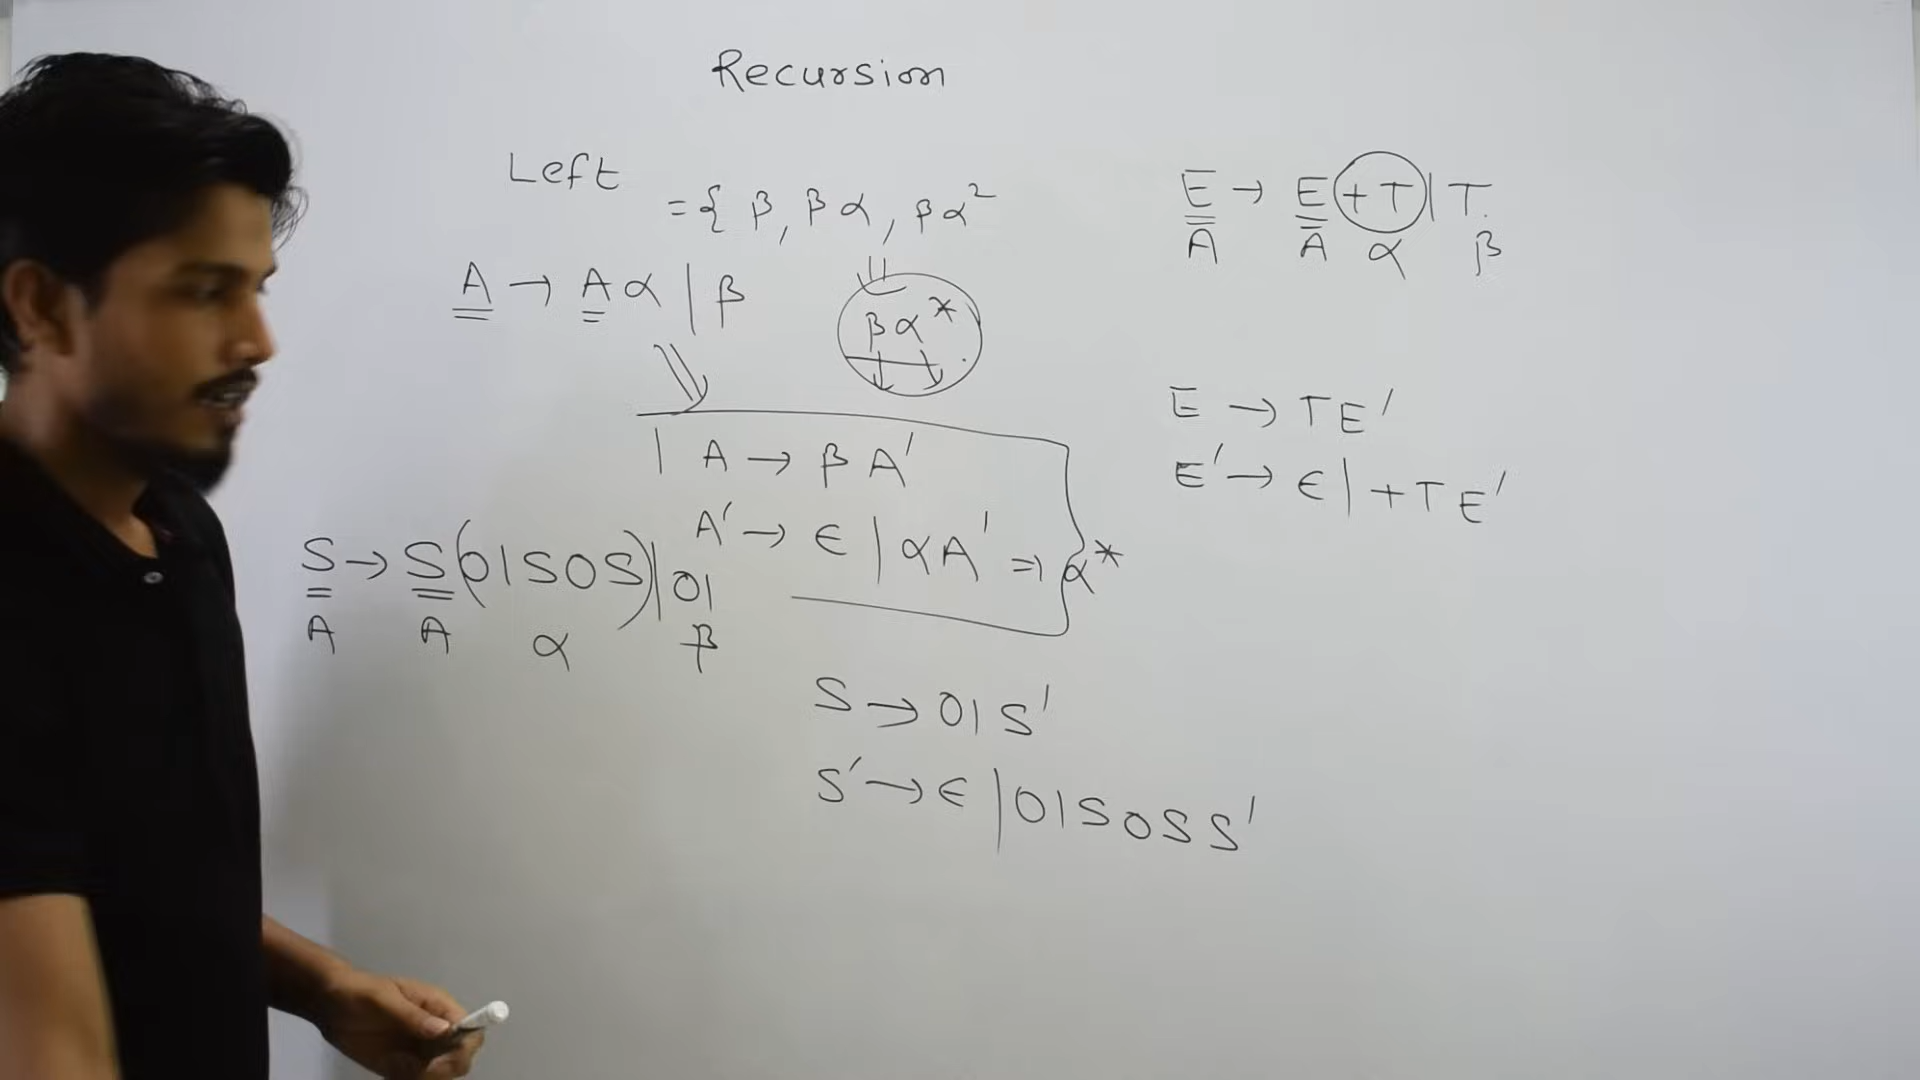 Recursion
Left
= { β, βα, βα²
A → Aα | β
βα*
A → βA'
A' → ϵ | αA' ⇒ α*
S → S(01S0S) | 01
A A α β
S → 01S'
S' → ϵ | 01S0SS'
E → E+T | T.
A A α β
E → TE'
E' → ϵ | +TE'